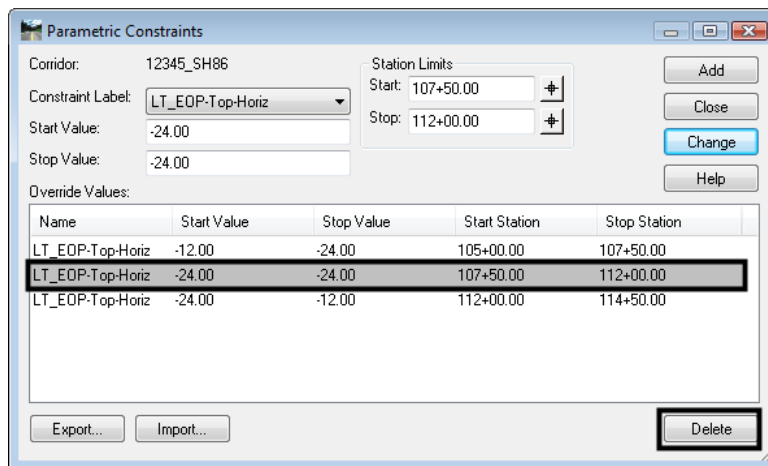 Parametric Constraints
Corridor: 12345_SH86
Station Limits
Add
Constraint Label: LT_EOP-Top-Horiz
Start: 107+50.00
Close
Start Value: -24.00
Stop: 112+00.00
Change
Stop Value: -24.00
Help
Override Values:
Name Start Value Stop Value Start Station Stop Station
LT_EOP-Top-Horiz -12.00 -24.00 105+00.00 107+50.00
LT_EOP-Top-Horiz -24.00 -24.00 107+50.00 112+00.00
LT_EOP-Top-Horiz -24.00 -12.00 112+00.00 114+50.00
Export... Import... Delete